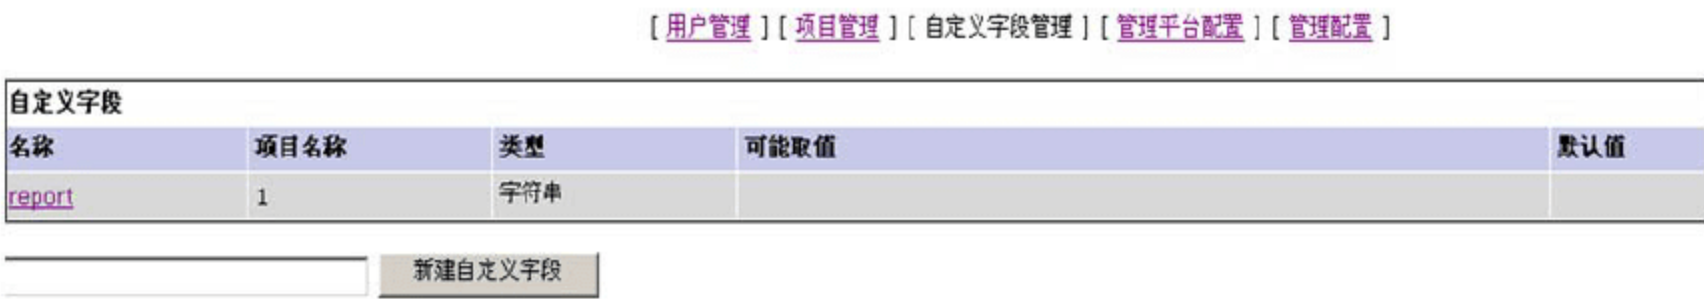 [ 用户管理 ] [ 项目管理 ] [ 自定义字段管理 ] [ 管理平台配置 ] [ 管理配置 ]
自定义字段
名称 项目名称 类型 可能取值 默认值
report 1 字符串
新建自定义字段